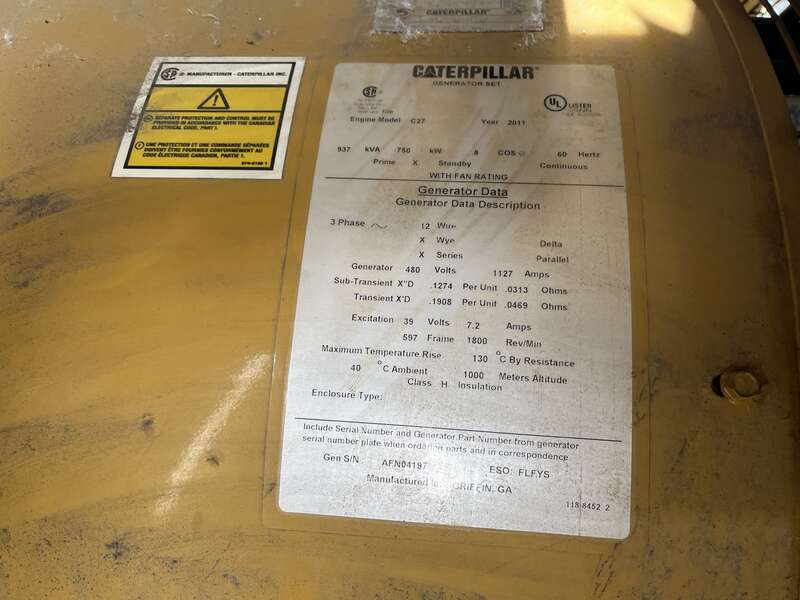 CATERPILLAR
SA ® MANUFACTURER - CATERPILLAR INC.
SEPARATE PROTECTION AND CONTROL MUST BE
PROVIDED IN ACCORDANCE WITH THE CANADIAN
ELECTRICAL CODE, PART 1.
UNE PROTECTION ET UNE COMMANDE SÉPARÉES
DOIVENT ÊTRE FOURNIES CONFORMÉMENT AU
CODE ÉLECTRIQUE CANADIEN, PARTIE 1.
CATERPILLAR®
GENERATOR SET
SA ®
UL ® LISTED
Engine Model C27 Year 2011
937 kVA 750 kW .8 COS 60 Hertz
Prime X Standby Continuous
WITH FAN RATING
Generator Data
Generator Data Description
3 Phase 12 Wire
X Wye Delta
X Series Parallel
Generator 480 Volts 1127 Amps
Sub-Transient X"D .1274 Per Unit .0313 Ohms
Transient X'D .1908 Per Unit .0469 Ohms
Excitation 39 Volts 7.2 Amps
597 Frame 1800 Rev/Min
Maximum Temperature Rise 130 °C By Resistance
40 °C Ambient 1000 Meters Altitude
Class H Insulation
Enclosure Type:
Include Serial Number and Generator Part Number from generator
serial number plate when ordering parts and in correspondence
Gen S/N: AFN04197 ESO: FLFYS
Manufactured in GRIFFIN, GA
118-8452 2